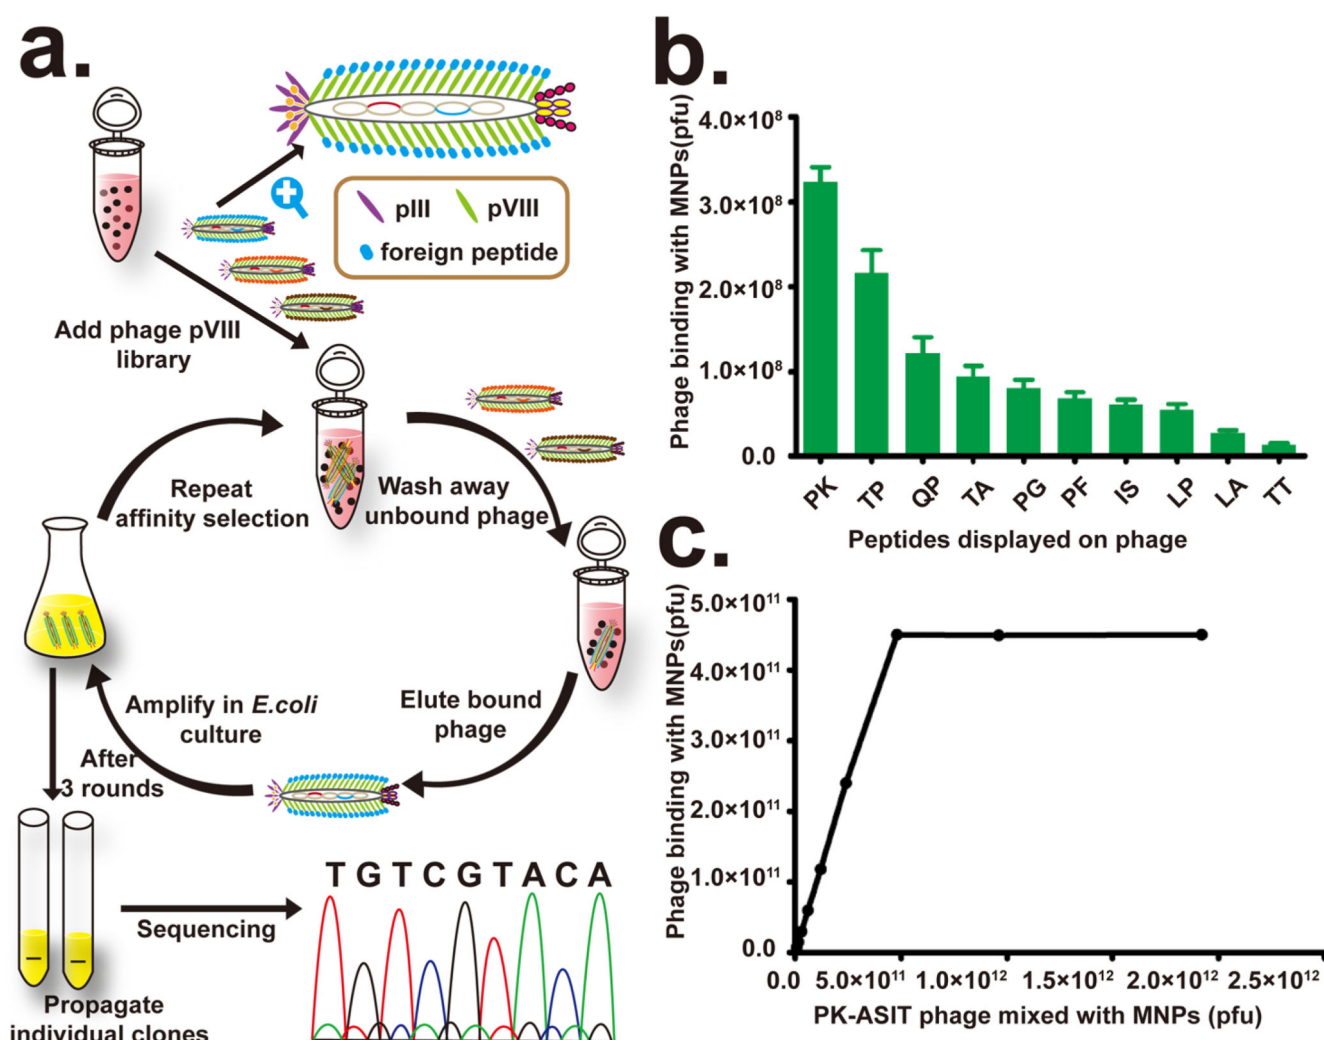 a.
pIII
pVIII
foreign peptide
Add phage pVIII
library
Repeat
affinity selection
Wash away
unbound phage
Elute bound
phage
Amplify in E.coli
culture
After
3 rounds
Propagate
individual clones
Sequencing
T G T C G T A C A
b.
Phage binding with MNPs(pfu)
4.0×10⁸
3.0×10⁸
2.0×10⁸
1.0×10⁸
0.0
PK TP QP TA PG PF IS LP LA TT
Peptides displayed on phage
c.
Phage binding with MNPs(pfu)
5.0×10¹¹
4.0×10¹¹
3.0×10¹¹
2.0×10¹¹
1.0×10¹¹
0.0
0.0 5.0×10¹¹ 1.0×10¹² 1.5×10¹² 2.0×10¹² 2.5×10¹²
PK-ASIT phage mixed with MNPs (pfu)